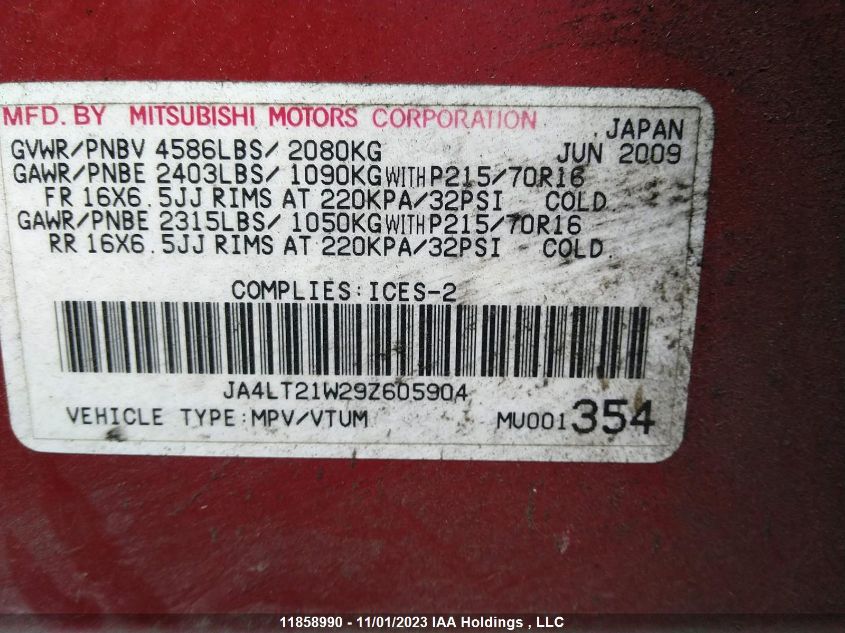 MFD. BY MITSUBISHI MOTORS CORPORATION
JAPAN
GVWR/PNBV 4586LBS/ 2080KG JUN 2009
GAWR/PNBE 2403LBS/ 1090KG WITH P215/70R16
FR 16X6.5JJ RIMS AT 220KPA/32PSI COLD.
GAWR/PNBE 2315LBS/ 1050KG WITH P215/70R16
RR 16X6.5JJ RIMS AT 220KPA/32PSI COLD.
COMPLIES:ICES-2
JA4LT21W29Z605904
VEHICLE TYPE:MPV/VTUM MU001354
11858990 - 11/01/2023 IAA Holdings , LLC